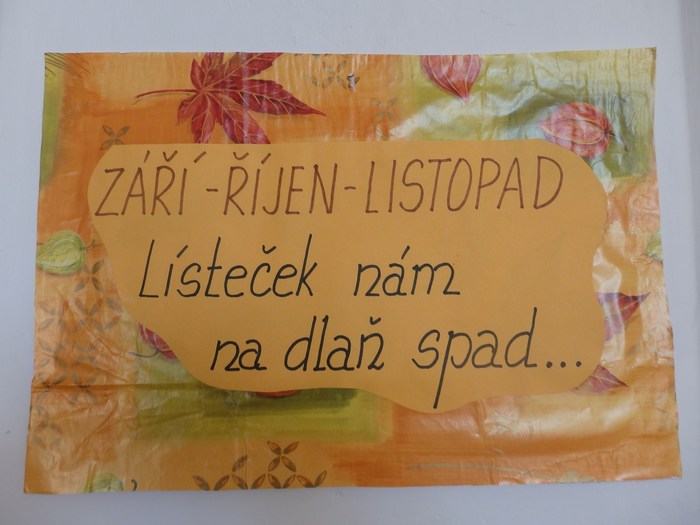 ZÁŘÍ-ŘÍJEN-LISTOPAD
Lísteček nám
na dlaň spad...